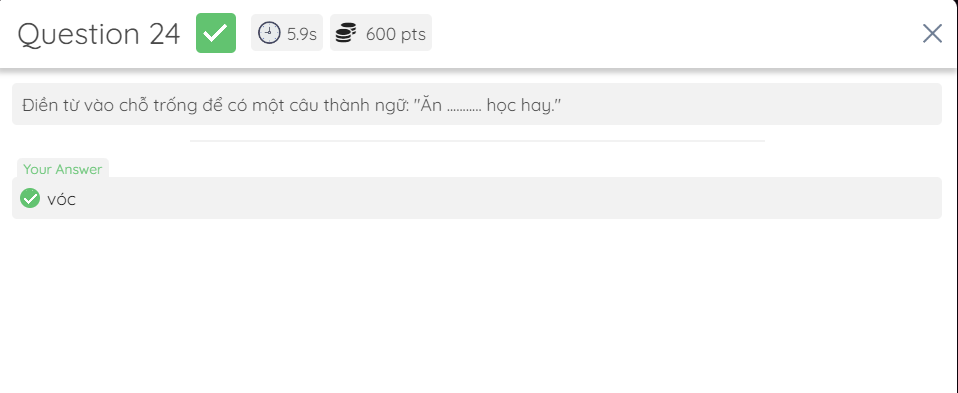 Question 24 5.9s 600 pts
Điền từ vào chỗ trống để có một câu thành ngữ: "Ăn ........... học hay."
Your Answer
vóc